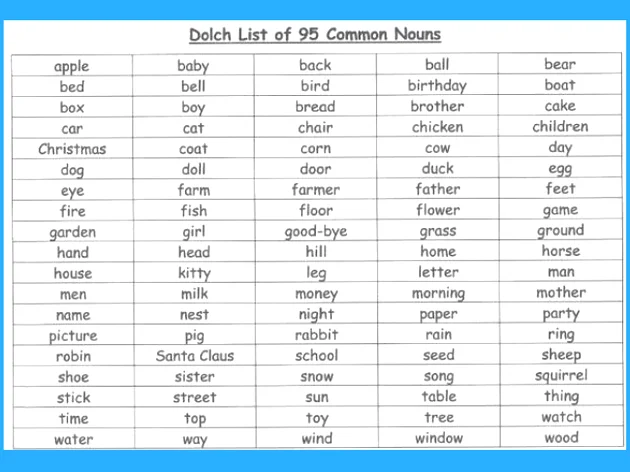 Dolch List of 95 Common Nouns
apple baby back ball bear
bed bell bird birthday boat
box boy bread brother cake
car cat chair chicken children
Christmas coat corn cow day
dog doll door duck egg
eye farm farmer father feet
fire fish floor flower game
garden girl good-bye grass ground
hand head hill home horse
house kitty leg letter man
men milk money morning mother
name nest night paper party
picture pig rabbit rain ring
robin Santa Claus school seed sheep
shoe sister snow song squirrel
stick street sun table thing
time top toy tree watch
water way wind window wood